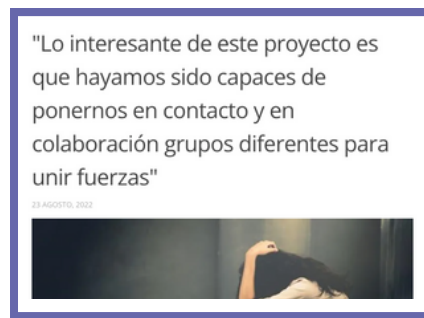 "Lo interesante de este proyecto es
que hayamos sido capaces de
ponernos en contacto y en
colaboración grupos diferentes para
unir fuerzas"
23 AGOSTO, 2022